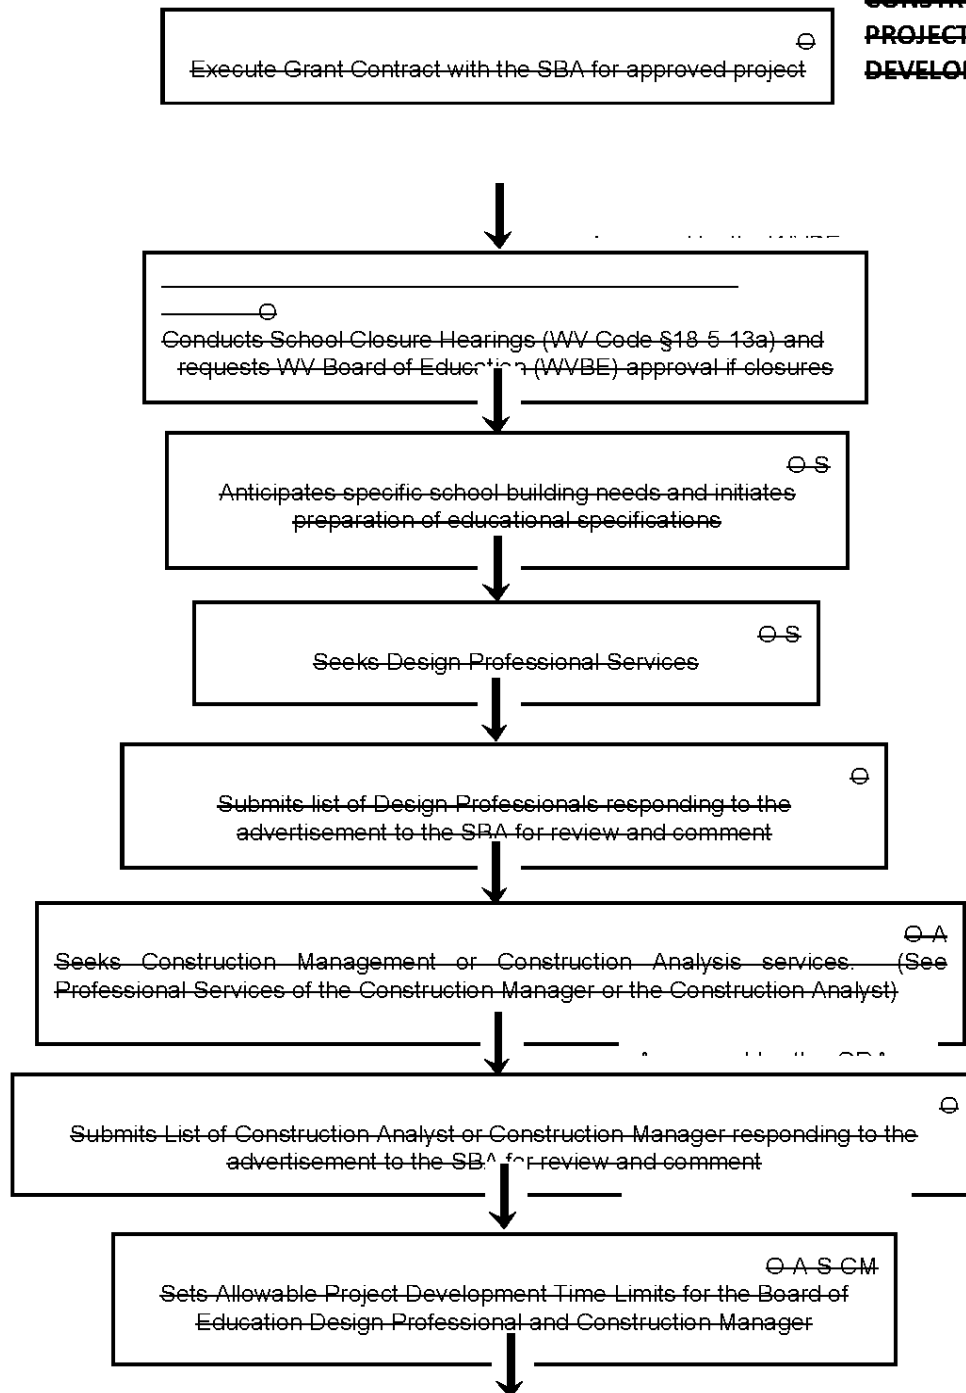 O
Execute Grant Contract with the SBA for approved project
PROJECT
O
Conducts School Closure Hearings (WV Code §18-5-13a) and
requests WV Board of Education (WVBE) approval if closures
O S
Anticipates specific school building needs and initiates
preparation of educational specifications
O S
Seeks Design Professional Services
O
Submits list of Design Professionals responding to the
advertisement to the SBA for review and comment
O A
Seeks Construction Management or Construction Analysis services. (See
Professional Services of the Construction Manager or the Construction Analyst)
O
Submits List of Construction Analyst or Construction Manager responding to the
advertisement to the SBA for review and comment
O A S CM
Sets Allowable Project Development Time Limits for the Board of
Education Design Professional and Construction Manager